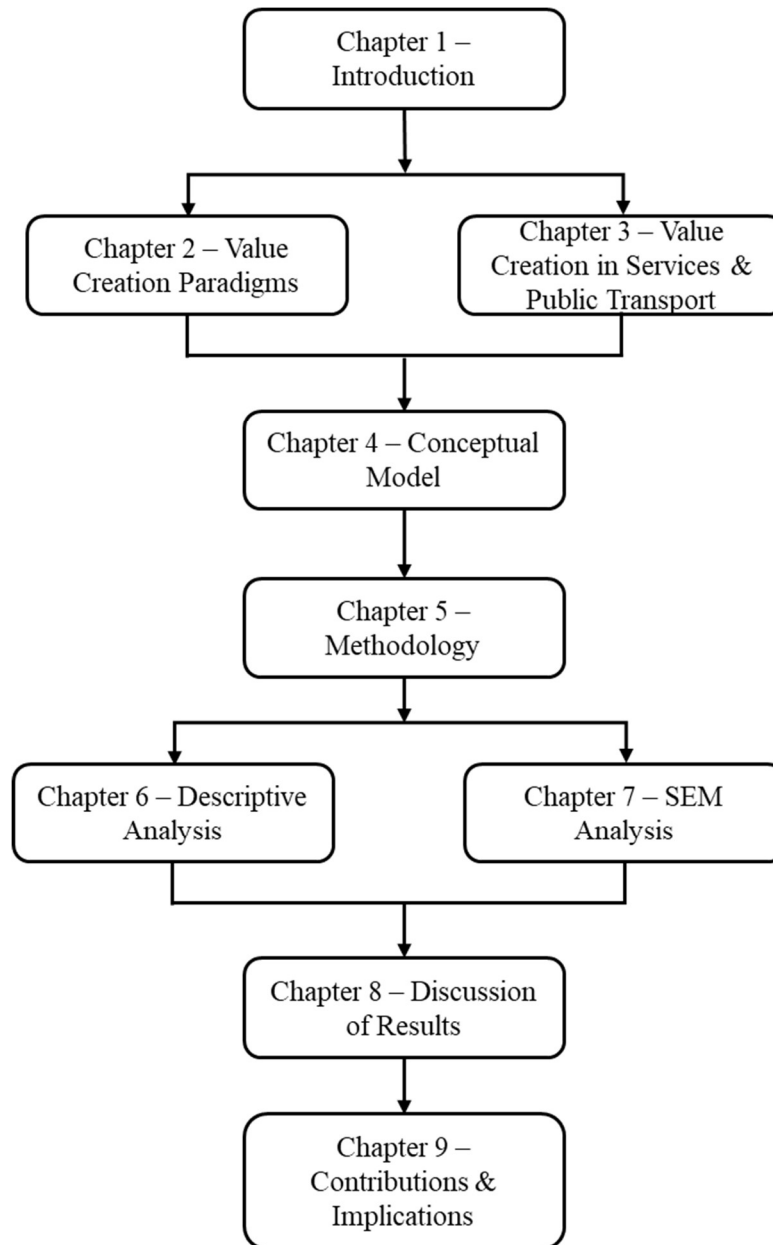 Chapter 1 –
Introduction
Chapter 2 – Value
Creation Paradigms
Chapter 3 – Value
Creation in Services &
Public Transport
Chapter 4 – Conceptual
Model
Chapter 5 –
Methodology
Chapter 6 – Descriptive
Analysis
Chapter 7 – SEM
Analysis
Chapter 8 – Discussion
of Results
Chapter 9 –
Contributions &
Implications